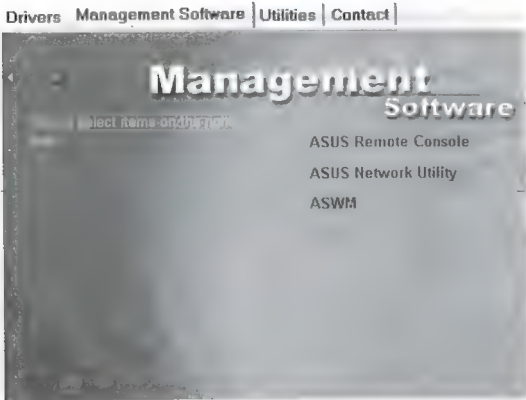 Drivers Management Software Utilities Contact
Management
Software
ASUS Remote Console
ASUS Network Utility
ASWM